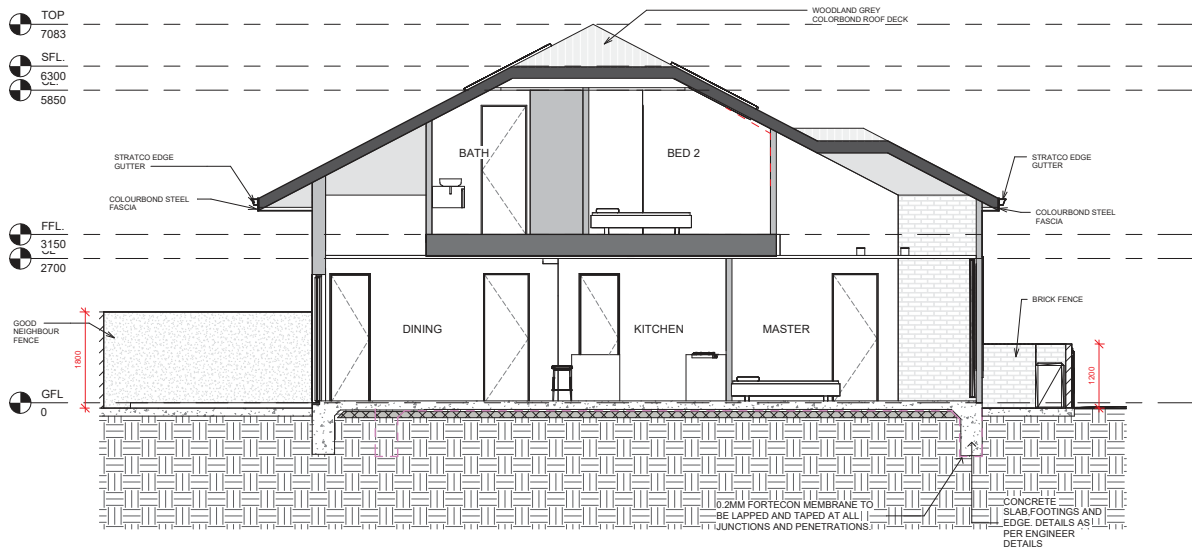 TOP
7083
WOODLAND GREY
COLORBOND ROOF DECK
SFL.
6300
5850
BATH
BED 2
STRATCO EDGE
GUTTER
COLOURBOND STEEL
FASCIA
STRATCO EDGE
GUTTER
COLOURBOND STEEL
FASCIA
FFL.
3150
2700
GOOD
NEIGHBOUR
FENCE
1800
DINING
KITCHEN
MASTER
BRICK FENCE
1200
GFL
0
0.2MM FORTECON MEMBRANE TO
BE LAPPED AND TAPED AT ALL
JUNCTIONS AND PENETRATIONS.
CONCRETE
SLAB,FOOTINGS AND
EDGE. DETAILS AS
PER ENGINEER
DETAILS